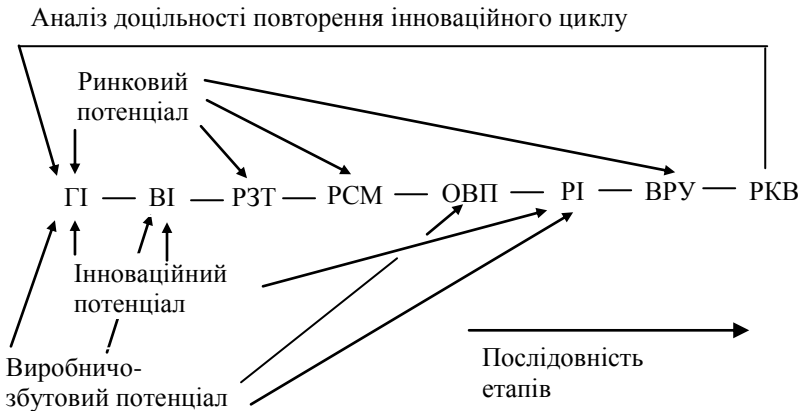 Аналіз доцільності повторення інноваційного циклу
Ринковий
потенціал
ГІ — ВІ — РЗТ — РСМ — ОВП — РІ — ВРУ — РКВ
Інноваційний
потенціал
Виробничо-
збутовий потенціал
Послідовність
етапів